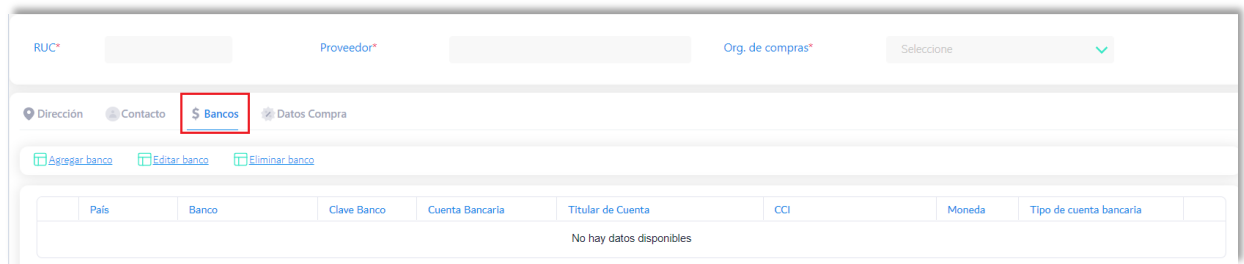 RUC* Proveedor* Org. de compras* Seleccione
Dirección Contacto $ Bancos Datos Compra
Agregar banco Editar banco Eliminar banco
País Banco Clave Banco Cuenta Bancaria Titular de Cuenta CCI Moneda Tipo de cuenta bancaria
No hay datos disponibles